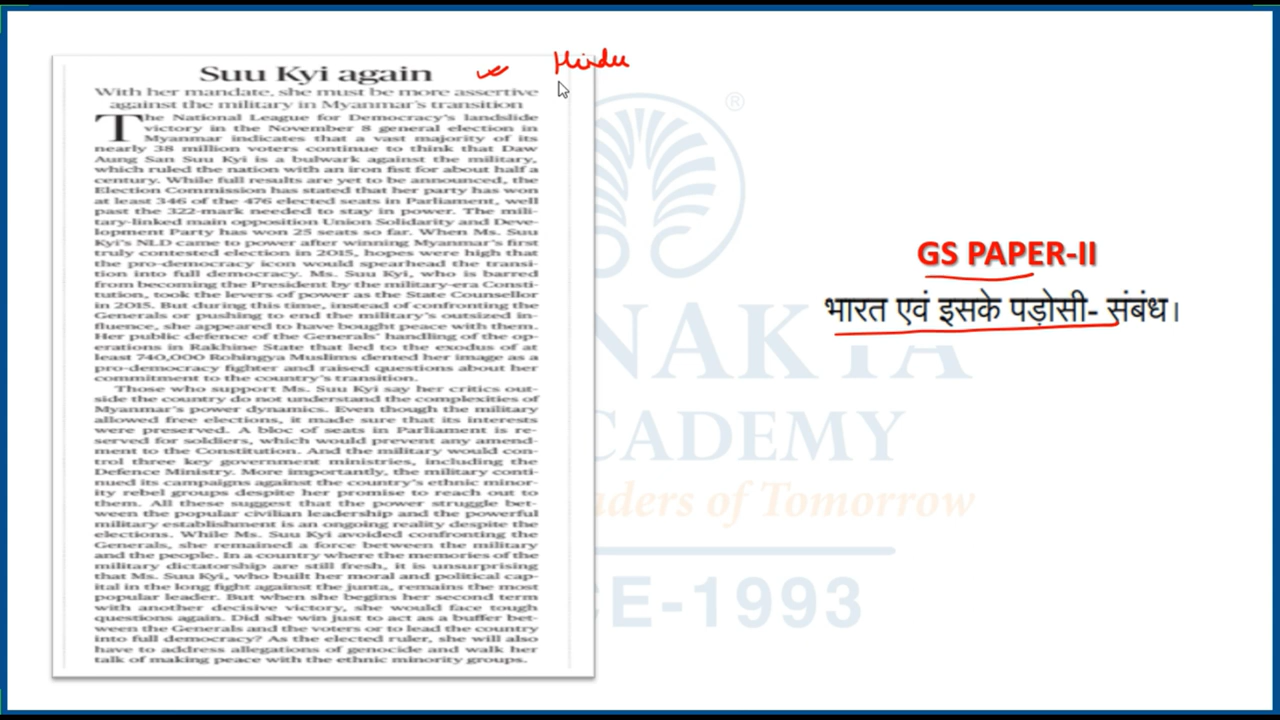 Suu Kyi again
Hindu
With her mandate, she must be more assertive
against the military in Myanmar's transition
The National League for Democracy's landslide
victory in the November 8 general election in
Myanmar indicates that a vast majority of its
nearly 38 million voters continue to think that Daw
Aung San Suu Kyi is a bulwark against the military,
which ruled the nation with an iron fist for about half a
century. While full results are yet to be announced, the
Election Commission has stated that her party has won
at least 346 of the 476 elected seats in Parliament, well
past the 322-mark needed to stay in power. The mili-
tary-linked main opposition Union Solidarity and Deve-
lopment Party has won 25 seats so far. When Ms. Suu
Kyi's NLD came to power after winning Myanmar's first
truly contested election in 2015, hopes were high that
the pro-democracy icon would spearhead the transi-
tion into full democracy. Ms. Suu Kyi, who is barred
from becoming the President by the military-era Consti-
tution, took the levers of power as the State Counsellor
in 2015. But during this time, instead of confronting the
Generals or pushing to end the military's outsized in-
fluence, she appeared to have bought peace with them.
Her public defence of the Generals' handling of the op-
erations in Rakhine State that led to the exodus of at
least 740,000 Rohingya Muslims dented her image as a
pro-democracy fighter and raised questions about her
commitment to the country's transition.
Those who support Ms. Suu Kyi say her critics out-
side the country do not understand the complexities of
Myanmar's power dynamics. Even though the military
allowed free elections, it made sure that its interests
were preserved. A bloc of seats in Parliament is re-
served for soldiers, which would prevent any amend-
ment to the Constitution. And the military would con-
trol three key government ministries, including the
Defence Ministry. More importantly, the military conti-
nued its campaigns against the country's ethnic minor-
ity rebel groups despite her promise to reach out to
them. All these suggest that the power struggle bet-
ween the popular civilian leadership and the powerful
military establishment is an ongoing reality despite the
elections. While Ms. Suu Kyi avoided confronting the
Generals, she remained a force between the military
and the people. In a country where the memories of the
military dictatorship are still fresh, it is unsurprising
that Ms. Suu Kyi, who built her moral and political cap-
ital in the long fight against the junta, remains the most
popular leader. But when she begins her second term
with another decisive victory, she would face tough
questions again. Did she win just to act as a buffer bet-
ween the Generals and the voters or to lead the country
into full democracy? As the elected ruler, she will also
have to address allegations of genocide and walk her
talk of making peace with the ethnic minority groups.
GS PAPER-II
भारत एवं इसके पड़ोसी- संबंध।
®
NAKYA
ACADEMY
ders of Tomorrow
E-1993